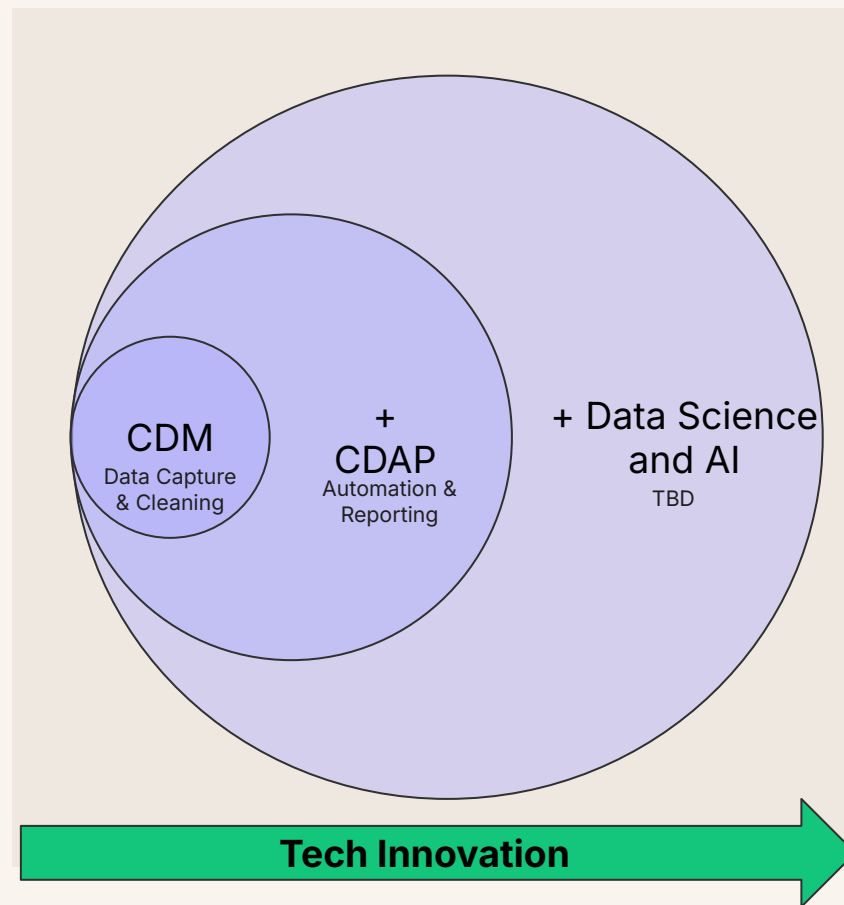 CDM
Data Capture
& Cleaning
+
CDAP
Automation &
Reporting
+ Data Science
and AI
TBD
Tech Innovation